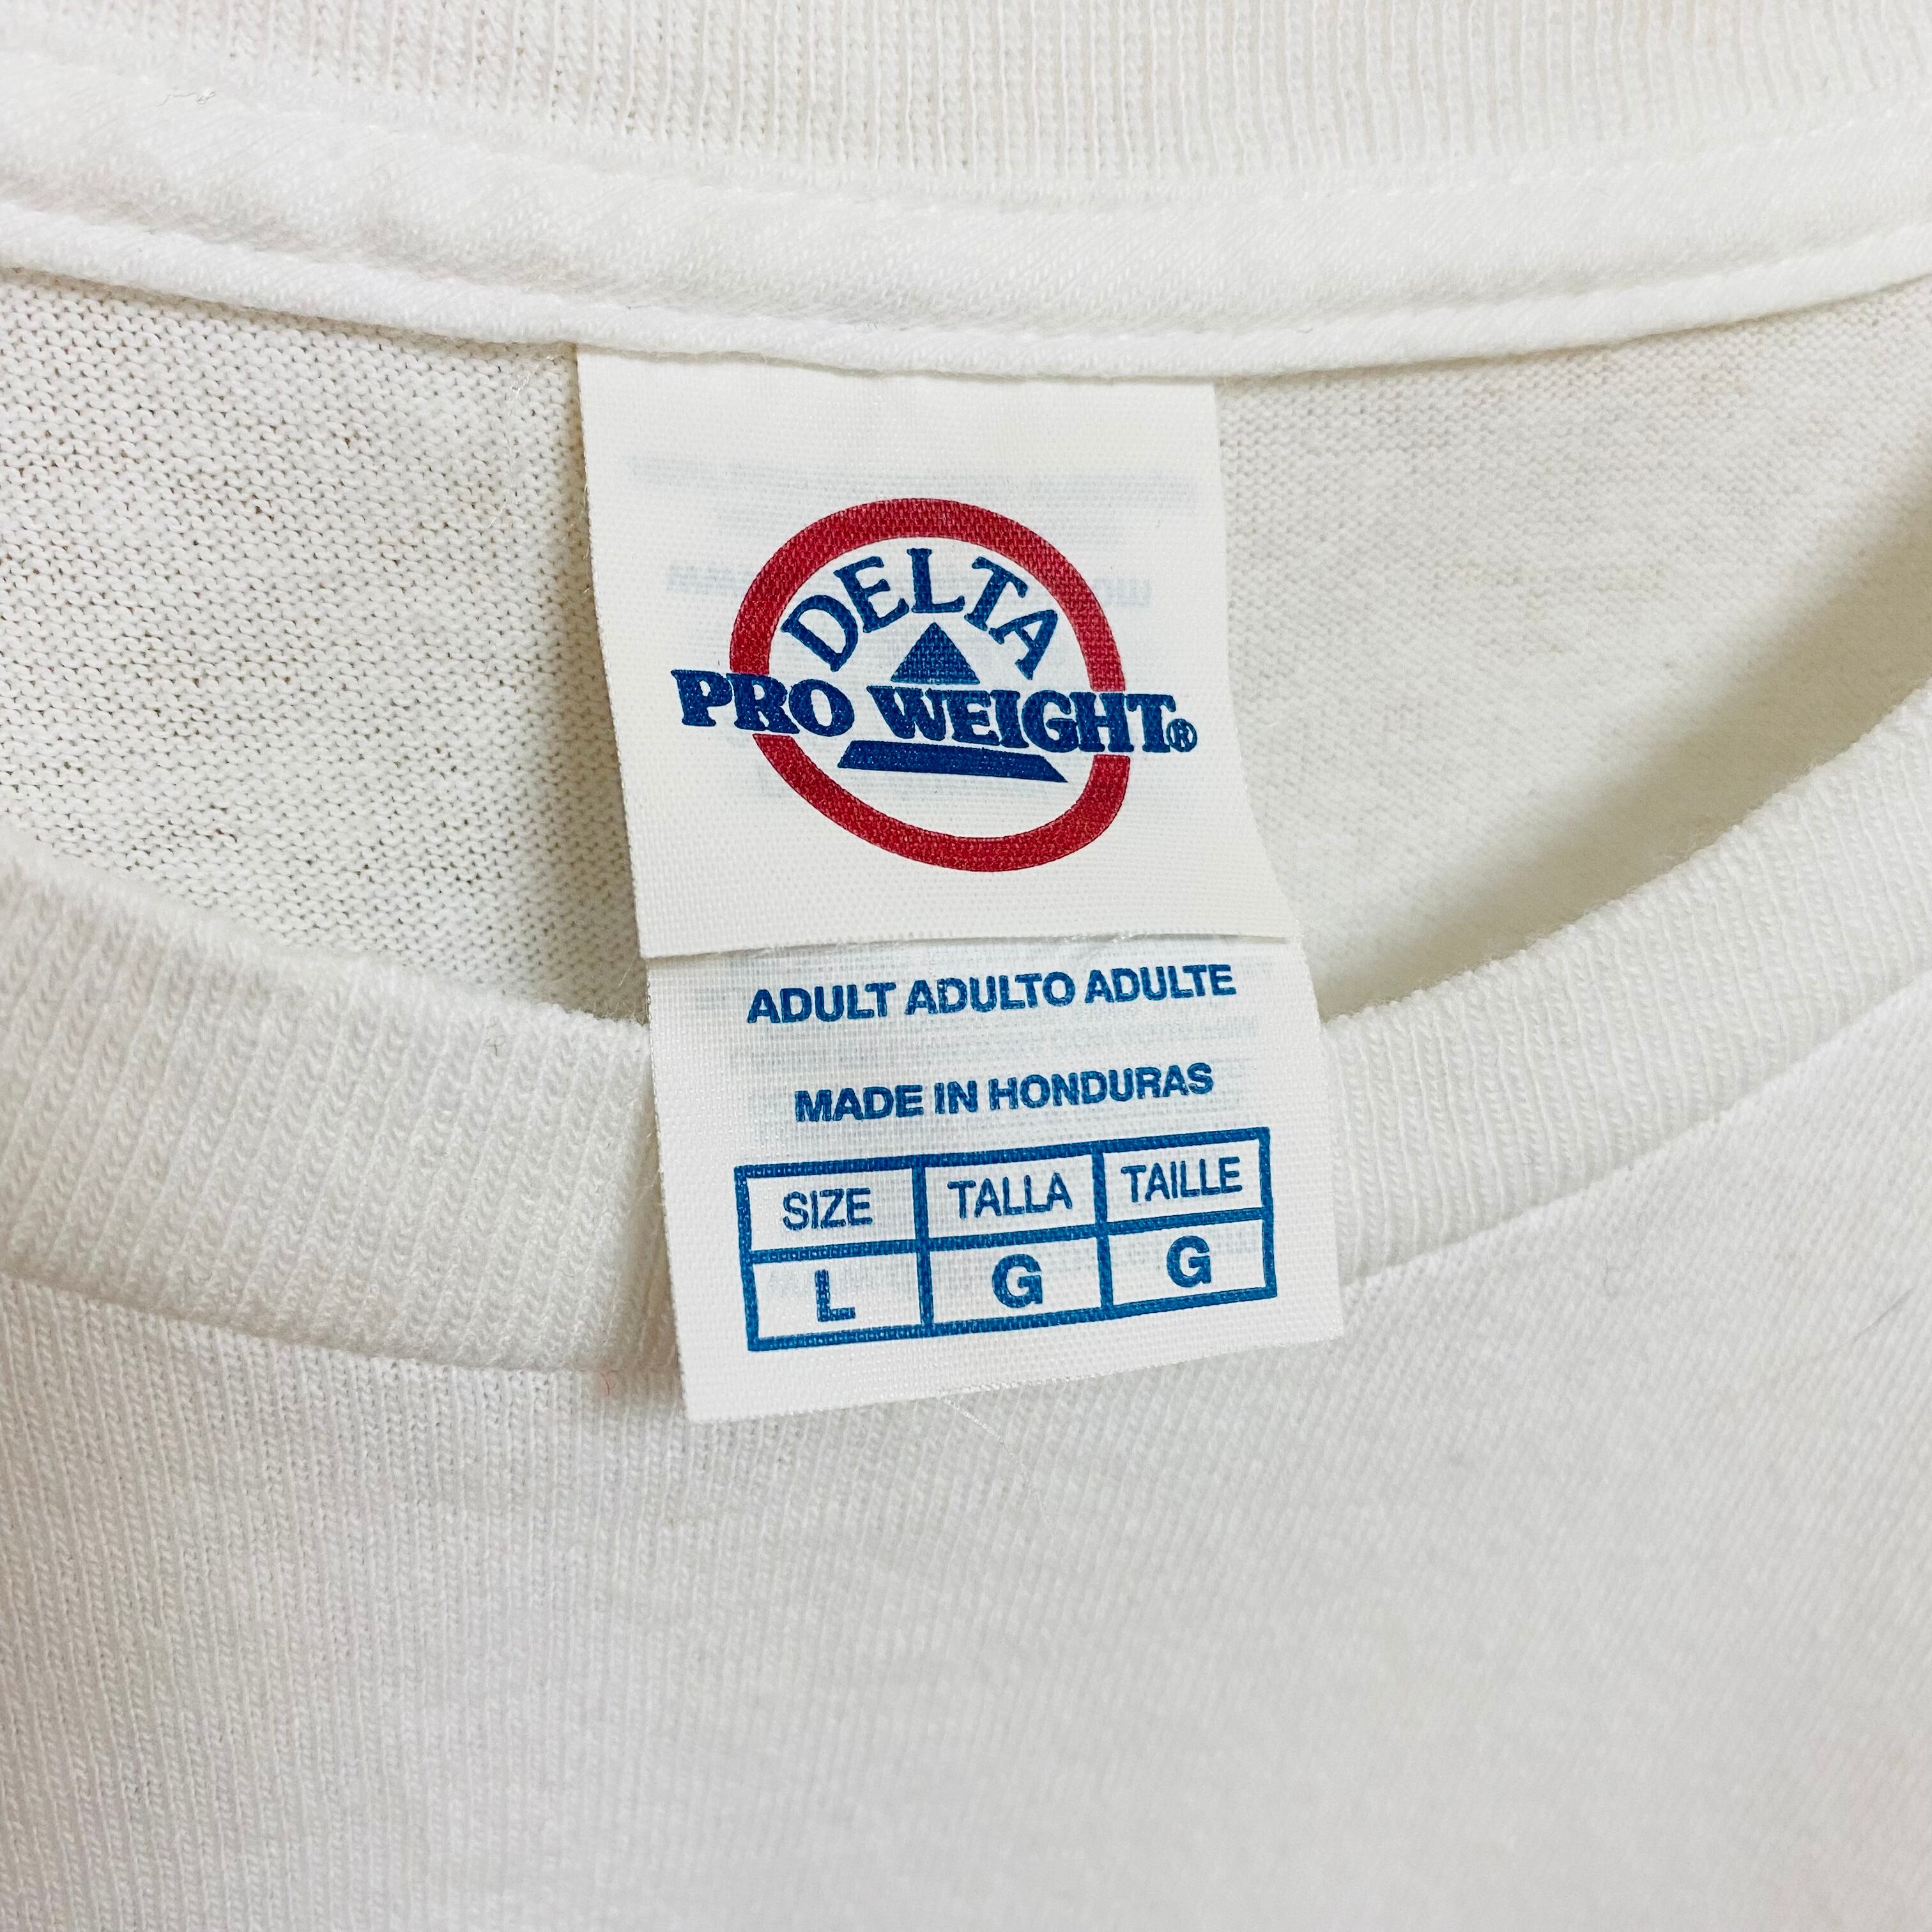 DELTA
PRO WEIGHT®
ADULT ADULTO ADULTE
MADE IN HONDURAS
SIZE TALLA TAILLE
L G G